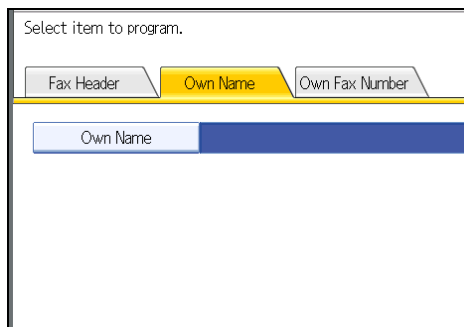 Select item to program.
Fax Header Own Name Own Fax Number
Own Name